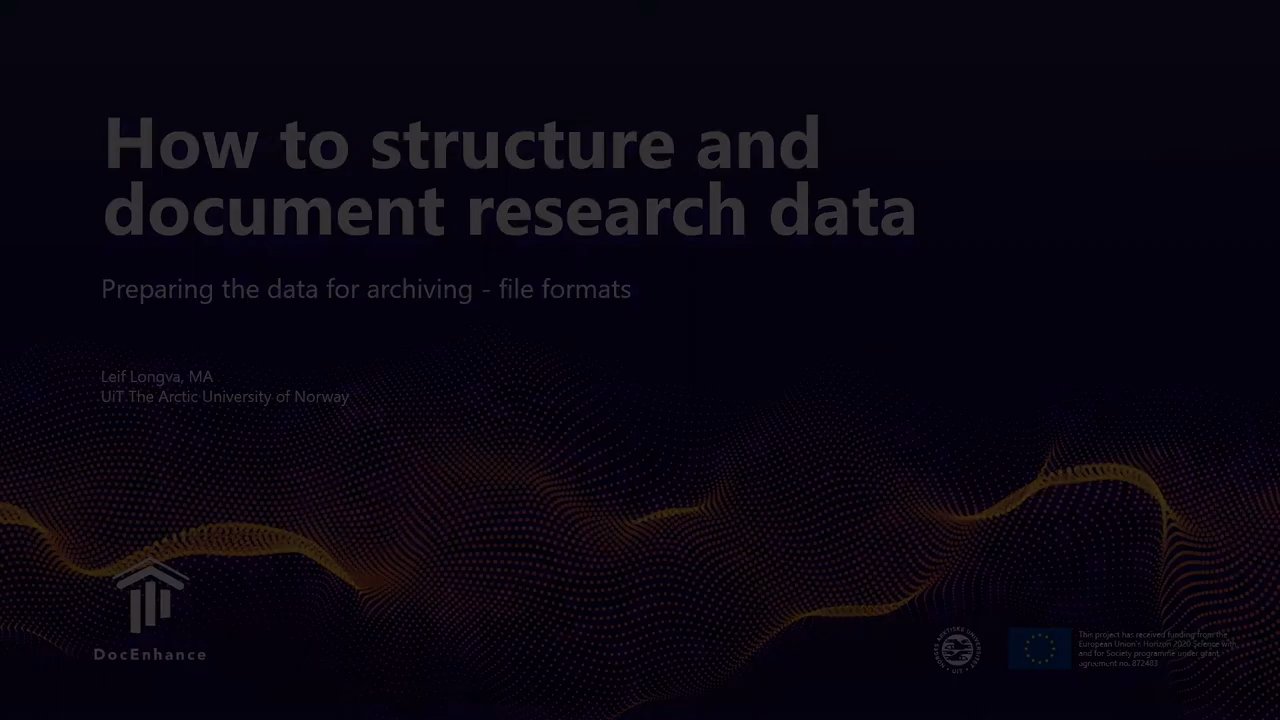 How to structure and
document research data
Preparing the data for archiving - file formats
Leif Longva, MA
UiT The Arctic University of Norway
DocEnhance
This project has received funding from the
European Union's Horizon 2020 Science with
and for Society programme under grant
agreement no. 872483